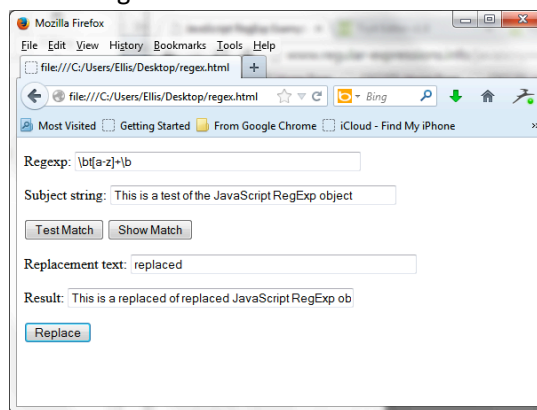 Mozilla Firefox
File Edit View History Bookmarks Tools Help
file:///C:/Users/Ellis/Desktop/regex.html +
file:///C:/Users/Ellis/Desktop/regex.html Bing
Most Visited Getting Started From Google Chrome iCloud - Find My iPhone »
Regexp: \bt[a-z]+\b
Subject string: This is a test of the JavaScript RegExp object
Test Match Show Match
Replacement text: replaced
Result: This is a replaced of replaced JavaScript RegExp ob
Replace